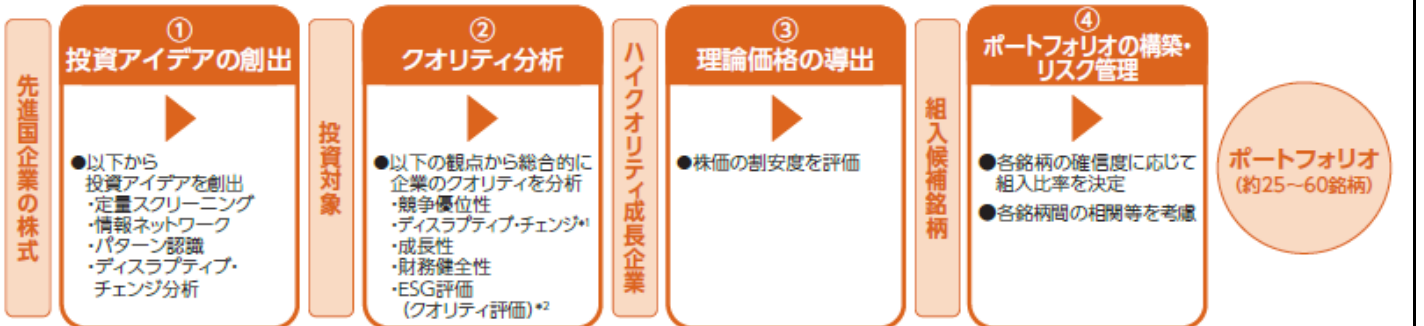 先進国企業の株式
①
投資アイデアの創出
●以下から
投資アイデアを創出
・定量スクリーニング
・情報ネットワーク
・パターン認識
・ディスラプティブ・
チェンジ分析
投資対象
②
クオリティ分析
●以下の観点から総合的に
企業のクオリティを分析
・競争優位性
・ディスラプティブ・チェンジ*1
・成長性
・財務健全性
・ESG評価
(クオリティ評価)*2
ハイクオリティ成長企業
③
理論価格の導出
●株価の割安度を評価
組入候補銘柄
④
ポートフォリオの構築・
リスク管理
●各銘柄の確信度に応じて
組入比率を決定
●各銘柄間の相関等を考慮
ポートフォリオ
(約25~60銘柄)